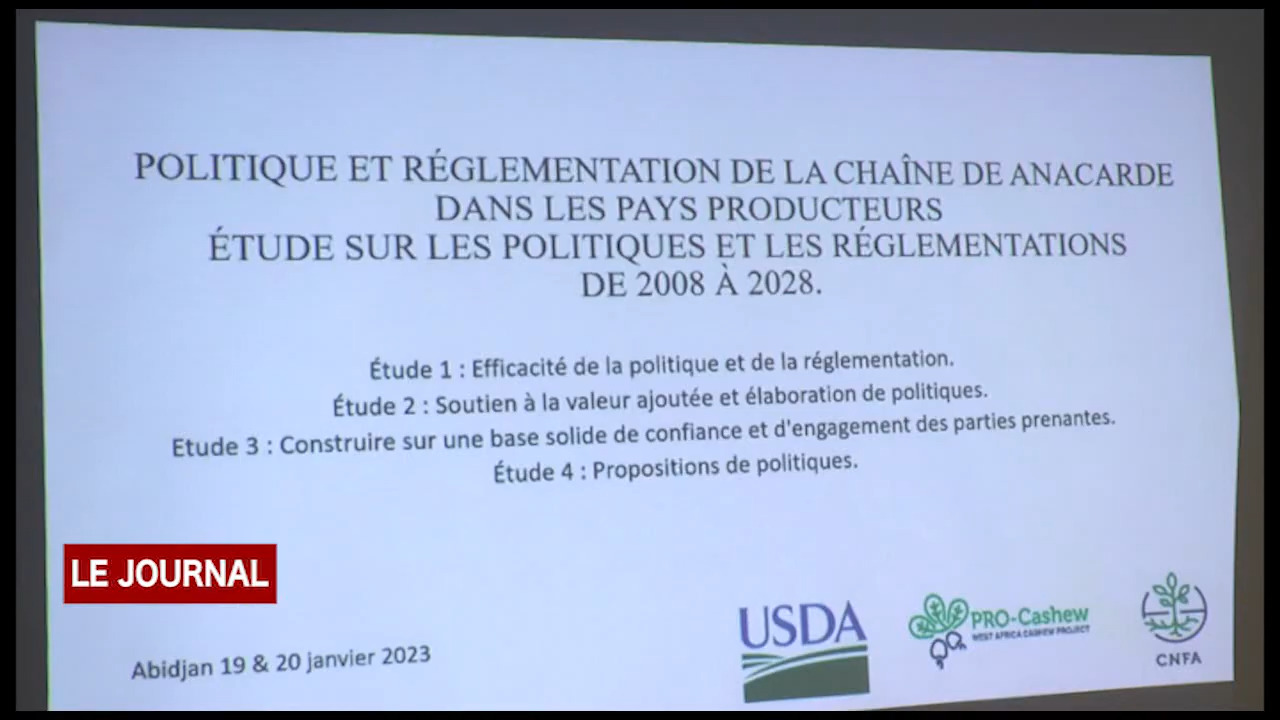 POLITIQUE ET RÉGLEMENTATION DE LA CHAÎNE DE ANACARDE
DANS LES PAYS PRODUCTEURS
ÉTUDE SUR LES POLITIQUES ET LES RÉGLEMENTATIONS
DE 2008 À 2028.
Étude 1 : Efficacité de la politique et de la réglementation.
Étude 2 : Soutien à la valeur ajoutée et élaboration de politiques.
Etude 3 : Construire sur une base solide de confiance et d'engagement des parties prenantes.
Étude 4 : Propositions de politiques.
LE JOURNAL
Abidjan 19 & 20 janvier 2023
USDA
PRO-Cashew
WEST AFRICA CASHEW PROJECT
CNFA